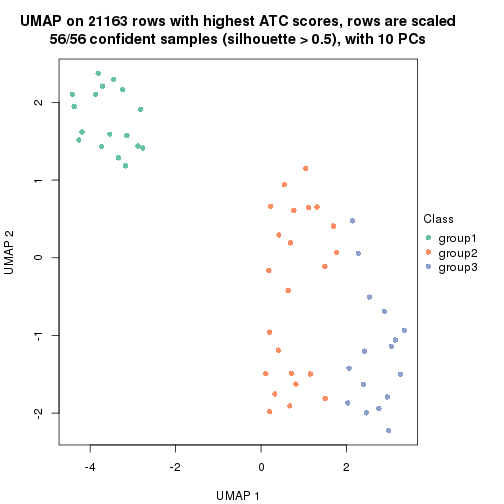 UMAP on 21163 rows with highest ATC scores, rows are scaled
56/56 confident samples (silhouette > 0.5), with 10 PCs
2
1
0
-1
-2
UMAP 2
-4
-2
0
2
UMAP 1
Class
group1
group2
group3